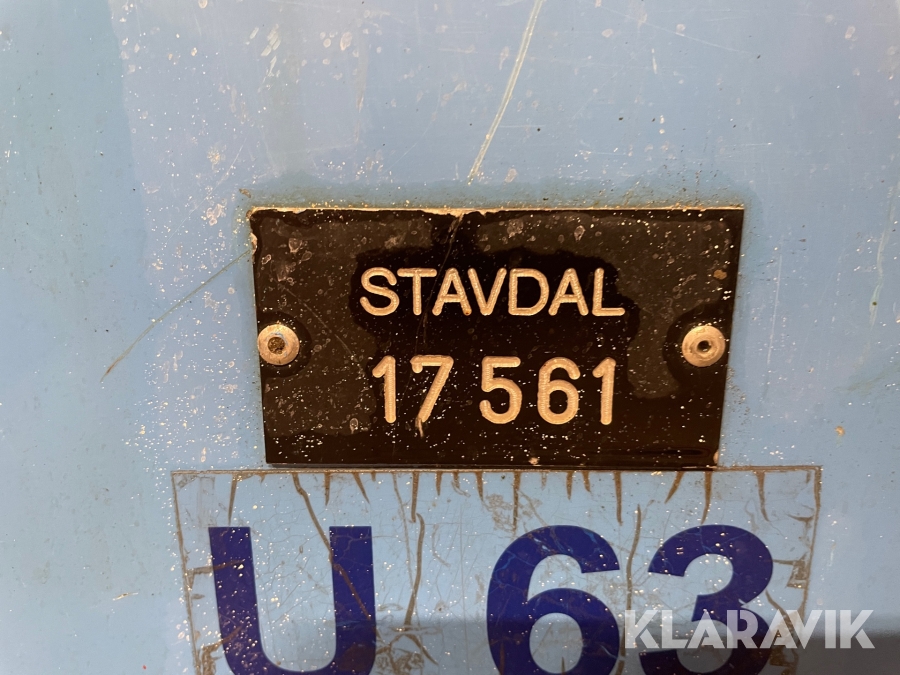 STAVDAL
17 561
U 63
KLARAVIK